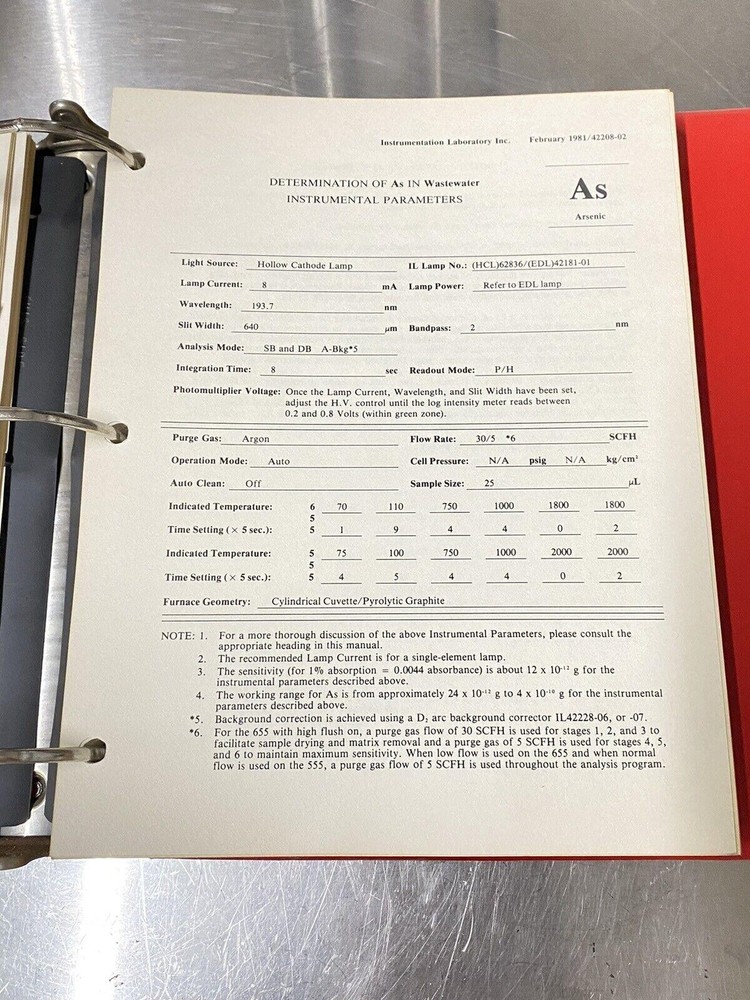 Instrumentation Laboratory Inc. February 1981/42208-02
DETERMINATION OF As IN Wastewater
INSTRUMENTAL PARAMETERS
As
Arsenic
Light Source: Hollow Cathode Lamp IL Lamp No.: (HCL)62836/(EDL)42181-01
Lamp Current: 8 mA Lamp Power: Refer to EDL lamp
Wavelength: 193.7 nm
Slit Width: 640 μm Bandpass: 2 nm
Analysis Mode: SB and DB A-Bkg*5
Integration Time: 8 sec Readout Mode: P/H
Photomultiplier Voltage: Once the Lamp Current, Wavelength, and Slit Width have been set,
adjust the H.V. control until the log intensity meter reads between
0.2 and 0.8 Volts (within green zone).
Purge Gas: Argon Flow Rate: 30/5 *6 SCFH
Operation Mode: Auto Cell Pressure: N/A psig N/A kg/cm²
Auto Clean: Off Sample Size: 25 μL
Indicated Temperature: 6 70 110 750 1000 1800 1800
5
Time Setting (× 5 sec.): 5 1 9 4 4 0 2
Indicated Temperature: 5 75 100 750 1000 2000 2000
5
Time Setting (× 5 sec.): 5 4 5 4 4 0 2
Furnace Geometry: Cylindrical Cuvette/Pyrolytic Graphite
NOTE: 1. For a more thorough discussion of the above Instrumental Parameters, please consult the
appropriate heading in this manual.
2. The recommended Lamp Current is for a single-element lamp.
3. The sensitivity (for 1% absorption = 0.0044 absorbance) is about 12 x 10⁻¹² g for the
instrumental parameters described above.
4. The working range for As is from approximately 24 x 10⁻¹² g to 4 x 10⁻¹⁰ g for the instrumental
parameters described above.
*5. Background correction is achieved using a D₂ arc background corrector IL42228-06, or -07.
*6. For the 655 with high flush on, a purge gas flow of 30 SCFH is used for stages 1, 2, and 3 to
facilitate sample drying and matrix removal and a purge gas of 5 SCFH is used for stages 4, 5,
and 6 to maintain maximum sensitivity. When low flow is used on the 655 and when normal
flow is used on the 555, a purge gas flow of 5 SCFH is used throughout the analysis program.